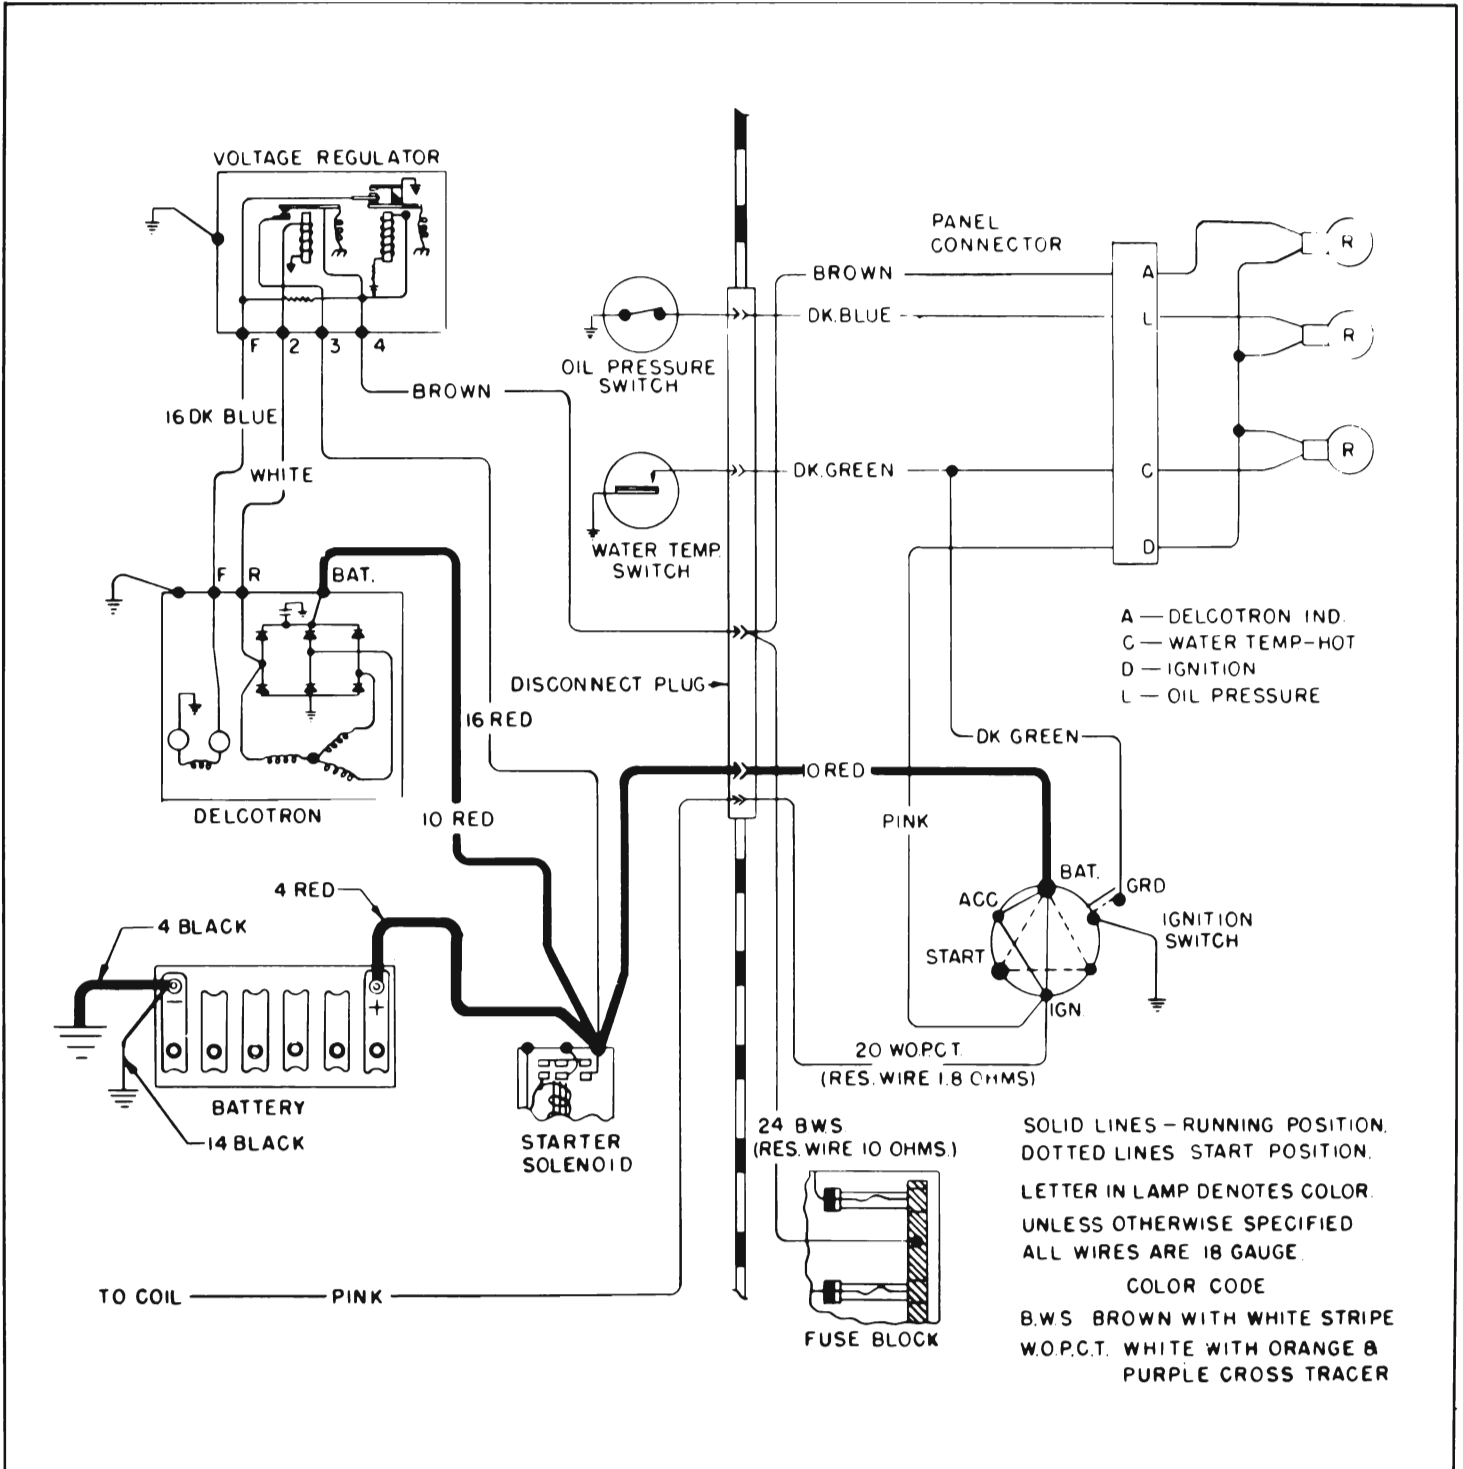 VOLTAGE REGULATOR
F 2 3 4
16 DK BLUE
WHITE
BROWN
OIL PRESSURE
SWITCH
WATER TEMP.
SWITCH
PANEL
CONNECTOR
BROWN
DK.BLUE
DK.GREEN
A
L
C
D
R
R
R
A — DELCOTRON IND.
C — WATER TEMP-HOT
D — IGNITION
L — OIL PRESSURE
F R BAT.
DISCONNECT PLUG
16 RED
DELCOTRON
10 RED
10 RED
DK GREEN
PINK
4 RED
4 BLACK
−
+
BATTERY
14 BLACK
STARTER
SOLENOID
BAT.
ACC
GRD
START
IGN
IGNITION
SWITCH
20 W.O.P.C.T.
(RES. WIRE 1.8 OHMS)
24 B.W.S
(RES. WIRE 10 OHMS.)
FUSE BLOCK
TO COIL
PINK
SOLID LINES – RUNNING POSITION.
DOTTED LINES START POSITION.
LETTER IN LAMP DENOTES COLOR.
UNLESS OTHERWISE SPECIFIED
ALL WIRES ARE 18 GAUGE.
COLOR CODE
B.W.S BROWN WITH WHITE STRIPE
W.O.P.C.T. WHITE WITH ORANGE &
PURPLE CROSS TRACER